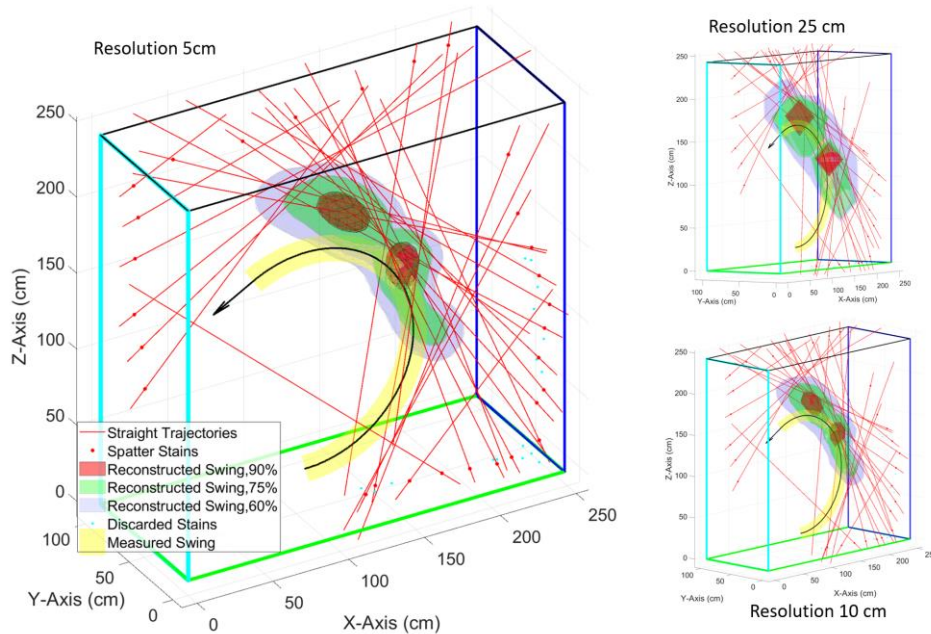 Resolution 5cm
250
200
150
100
50
0
Z-Axis (cm)
100
50
0
Y-Axis (cm)
0
50
100
150
200
250
X-Axis (cm)
Straight Trajectories
Spatter Stains
Reconstructed Swing,90%
Reconstructed Swing,75%
Reconstructed Swing,60%
Discarded Stains
Measured Swing
Resolution 25 cm
250
200
150
100
50
0
Z-Axis (cm)
100
50
0
Y-Axis (cm)
0
50
100
150
200
250
X-Axis (cm)
250
200
150
100
50
0
Z-Axis (cm)
100
50
0
Y-Axis (cm)
0
50
100
150
200
X-Axis (cm)
Resolution 10 cm